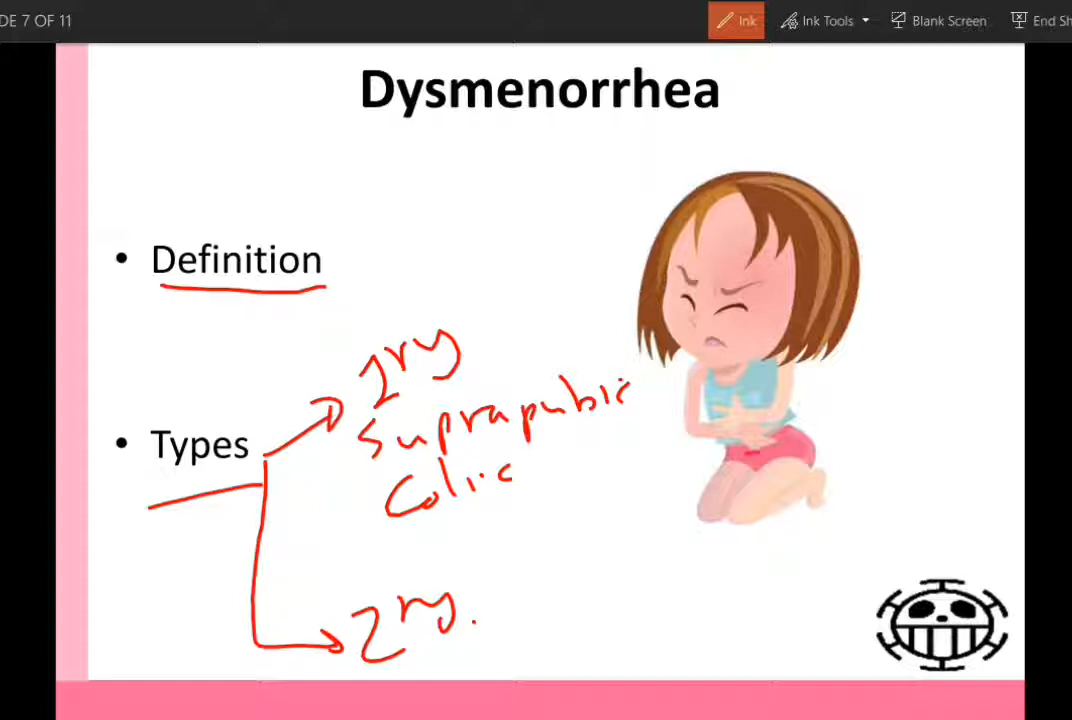 DE 7 OF 11
Ink
Ink Tools
Blank Screen
End Sh
Dysmenorrhea
• Definition
1ry
Suprapubic
Colic
• Types
2ry.